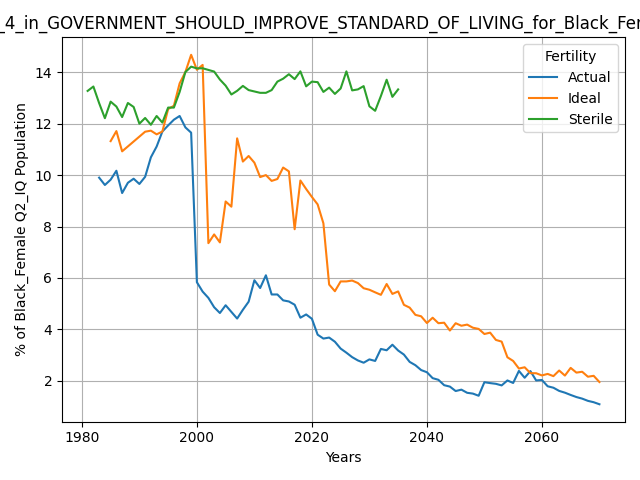 _4_in_GOVERNMENT_SHOULD_IMPROVE_STANDARD_OF_LIVING_for_Black_Fem
Fertility
Actual
Ideal
Sterile
% of Black_Female Q2_IQ Population
14
12
10
8
6
4
2
1980
2000
2020
2040
2060
Years